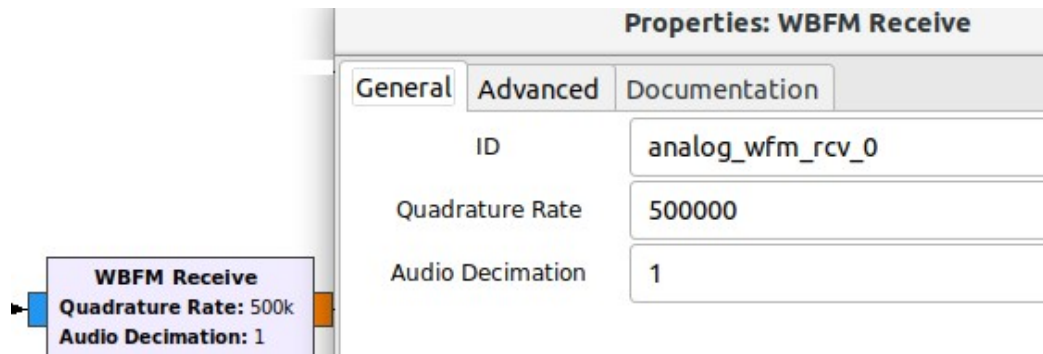 Properties: WBFM Receive
General Advanced Documentation
ID analog_wfm_rcv_0
Quadrature Rate 500000
Audio Decimation 1
WBFM Receive
Quadrature Rate: 500k
Audio Decimation: 1